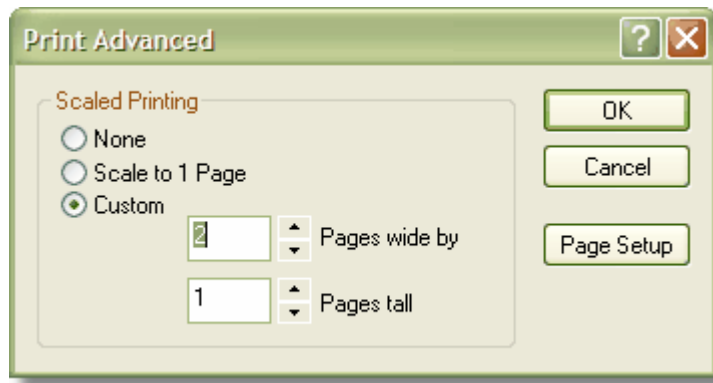 Print Advanced
Scaled Printing
None
Scale to 1 Page
Custom
2 Pages wide by
1 Pages tall
OK
Cancel
Page Setup